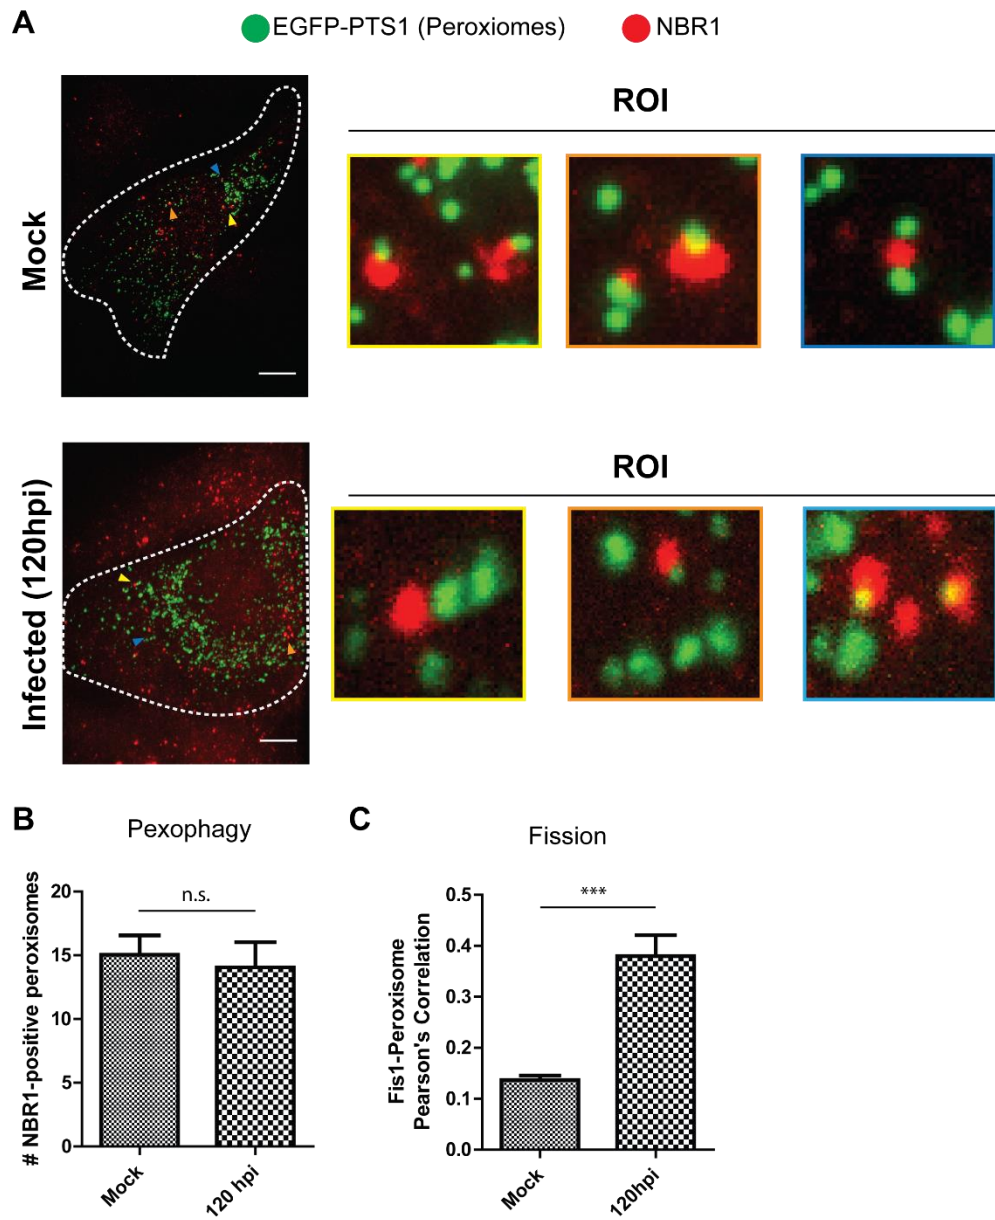 A
EGFP-PTS1 (Peroxiomes)
NBR1
Mock
ROI
Infected (120hpi)
ROI
B
Pexophagy
# NBR1-positive peroxisomes
20
15
10
5
0
n.s.
Mock
120 hpi
C
Fission
Fis1-Peroxisome
Pearson's Correlation
0.5
0.4
0.3
0.2
0.1
0.0
***
Mock
120hpi